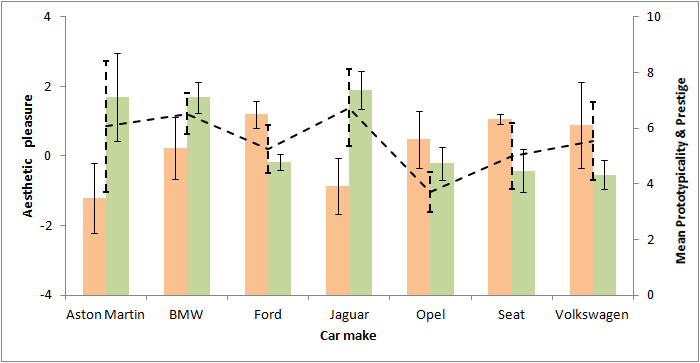 4
2
0
-2
-4
Aesthetic pleasure
10
8
6
4
2
0
Mean Prototypicality & Prestige
Aston Martin BMW Ford Jaguar Opel Seat Volkswagen
Car make